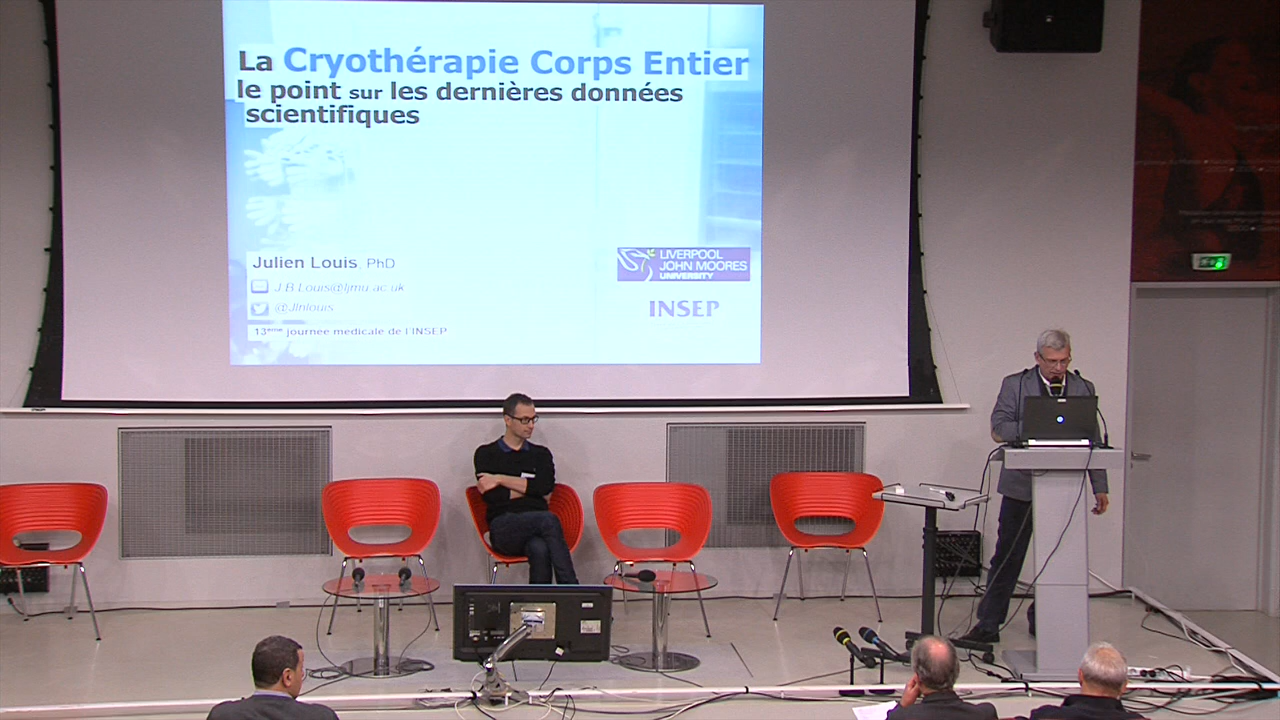 La Cryothérapie Corps Entier
le point sur les dernières données
scientifiques
Julien Louis, PhD
J.B.Louis@ljmu.ac.uk
@Jlnlouis
13ème journée médicale de l'INSEP
LIVERPOOL
JOHN MOORES
UNIVERSITY
INSEP